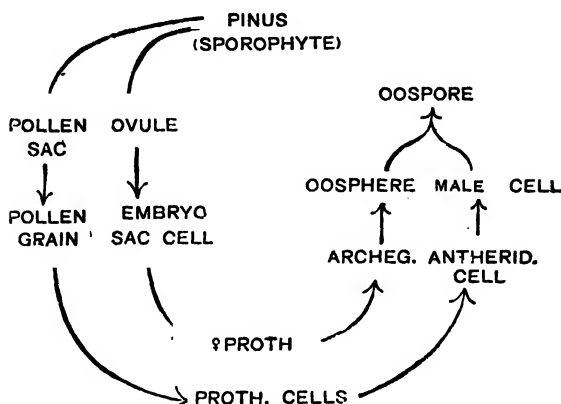 PINUS
(SPOROPHYTE)
OOSPORE
POLLEN
SAC
OVULE
OOSPHERE
MALE CELL
POLLEN
GRAIN
EMBRYO
SAC CELL
ARCHEG.
ANTHERID.
CELL
♀PROTH
PROTH. CELLS